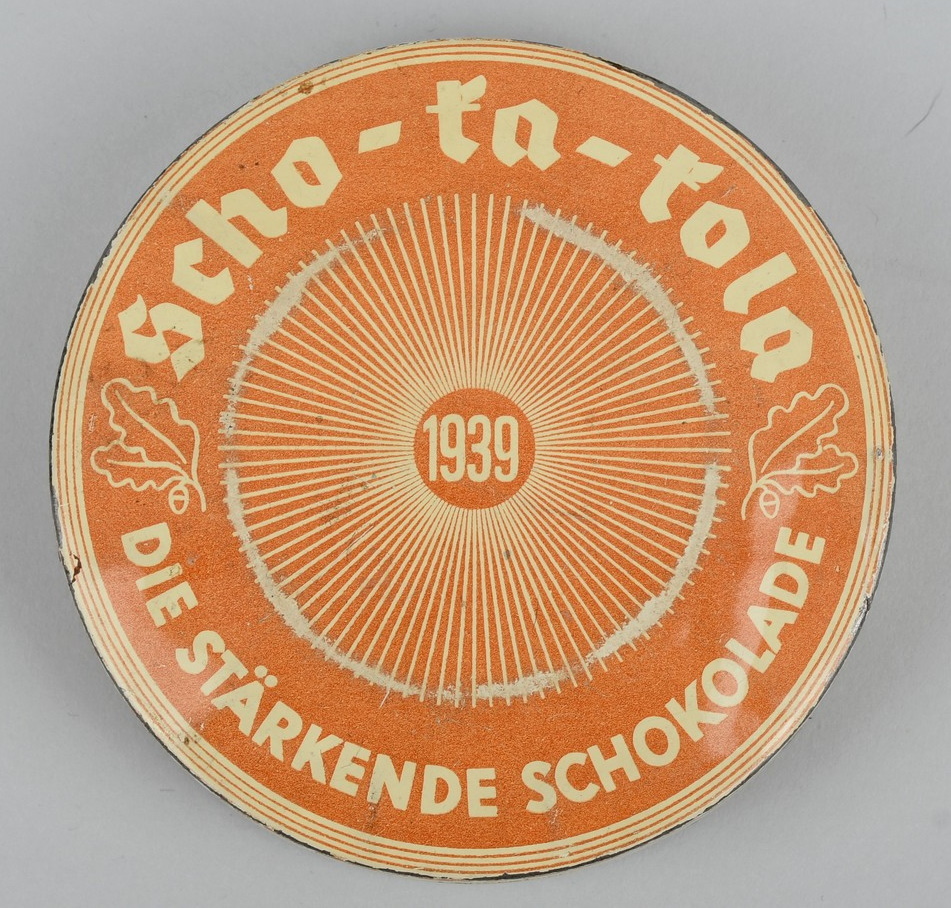 Scho-ka-kola
1939
DIE STÄRKENDE SCHOKOLADE